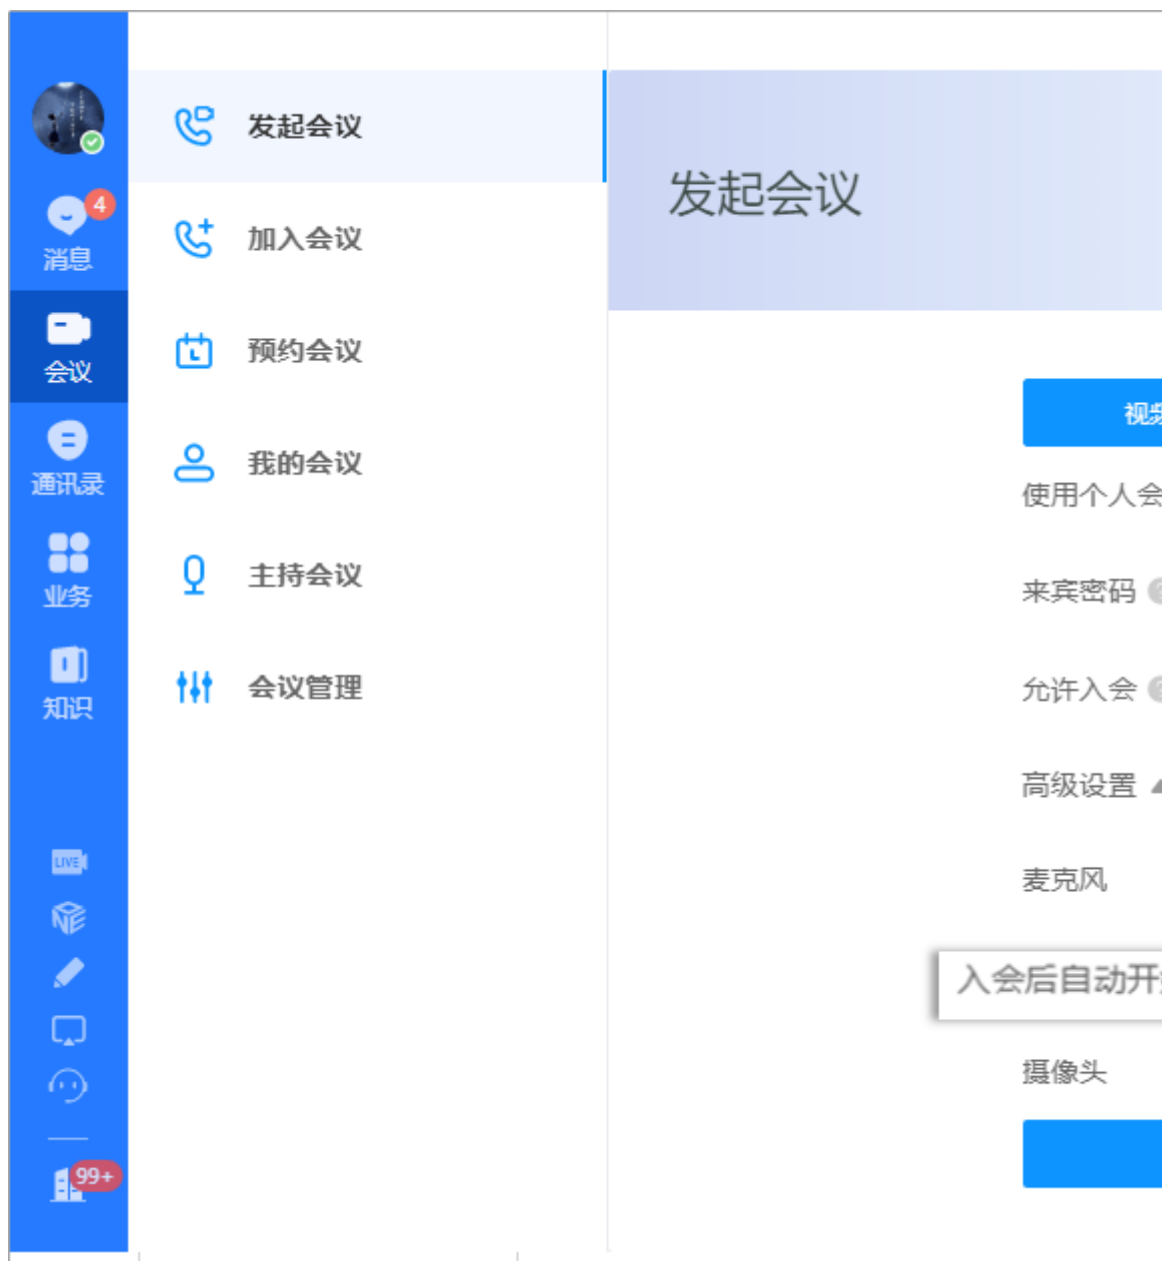 4
消息
会议
通讯录
业务
知识
LIVE
NE
99+
发起会议
加入会议
预约会议
我的会议
主持会议
会议管理
发起会议
视频
使用个人会
来宾密码
允许入会
高级设置
麦克风
入会后自动开
摄像头